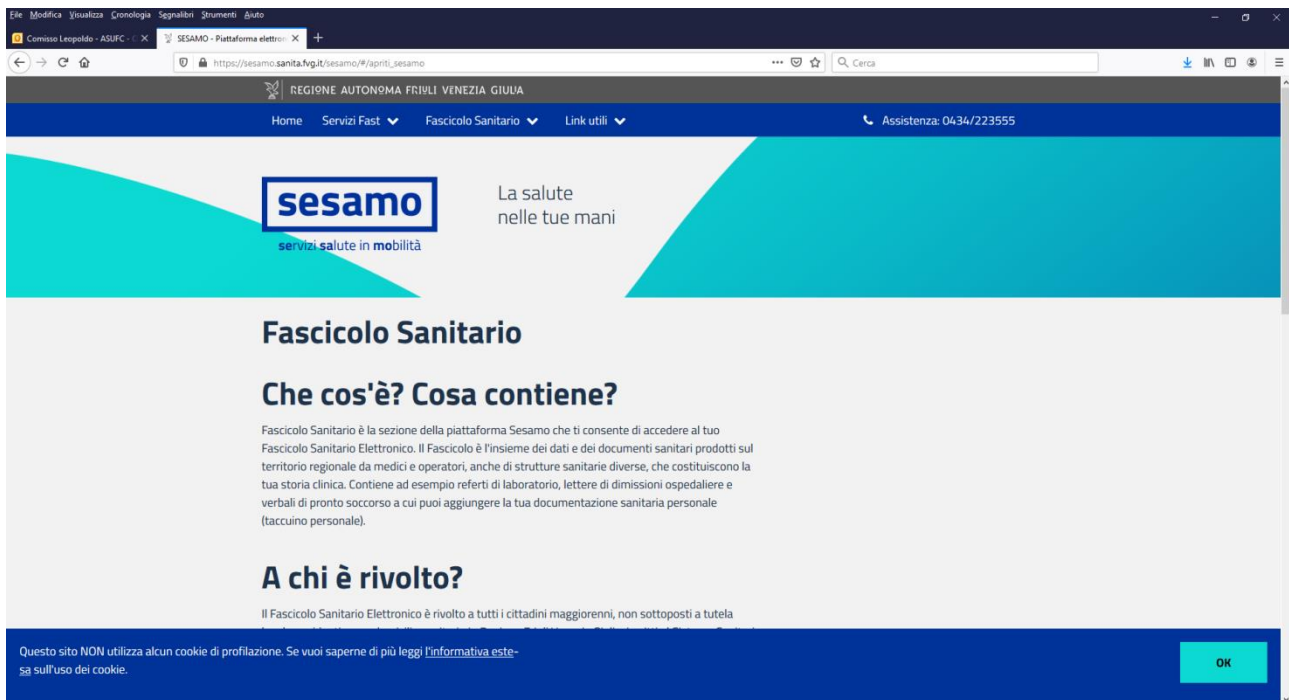 File Modifica Visualizza Cronologia Segnalibri Strumenti Aiuto
Comisso Leopoldo - ASUFC - C
SESAMO - Piattaforma elettron
https://sesamo.sanita.fvg.it/sesamo/#/apriti_sesamo
Cerca
REGIONE AUTONOMA FRIULI VENEZIA GIULIA
Home Servizi Fast Fascicolo Sanitario Link utili Assistenza: 0434/223555
sesamo
servizi salute in mobilità
La salute
nelle tue mani
Fascicolo Sanitario
Che cos'è? Cosa contiene?
Fascicolo Sanitario è la sezione della piattaforma Sesamo che ti consente di accedere al tuo
Fascicolo Sanitario Elettronico. Il Fascicolo è l'insieme dei dati e dei documenti sanitari prodotti sul
territorio regionale da medici e operatori, anche di strutture sanitarie diverse, che costituiscono la
tua storia clinica. Contiene ad esempio referti di laboratorio, lettere di dimissioni ospedaliere e
verbali di pronto soccorso a cui puoi aggiungere la tua documentazione sanitaria personale
(taccuino personale).
A chi è rivolto?
Il Fascicolo Sanitario Elettronico è rivolto a tutti i cittadini maggiorenni, non sottoposti a tutela
Questo sito NON utilizza alcun cookie di profilazione. Se vuoi saperne di più leggi l'informativa este-
sa sull'uso dei cookie.
OK